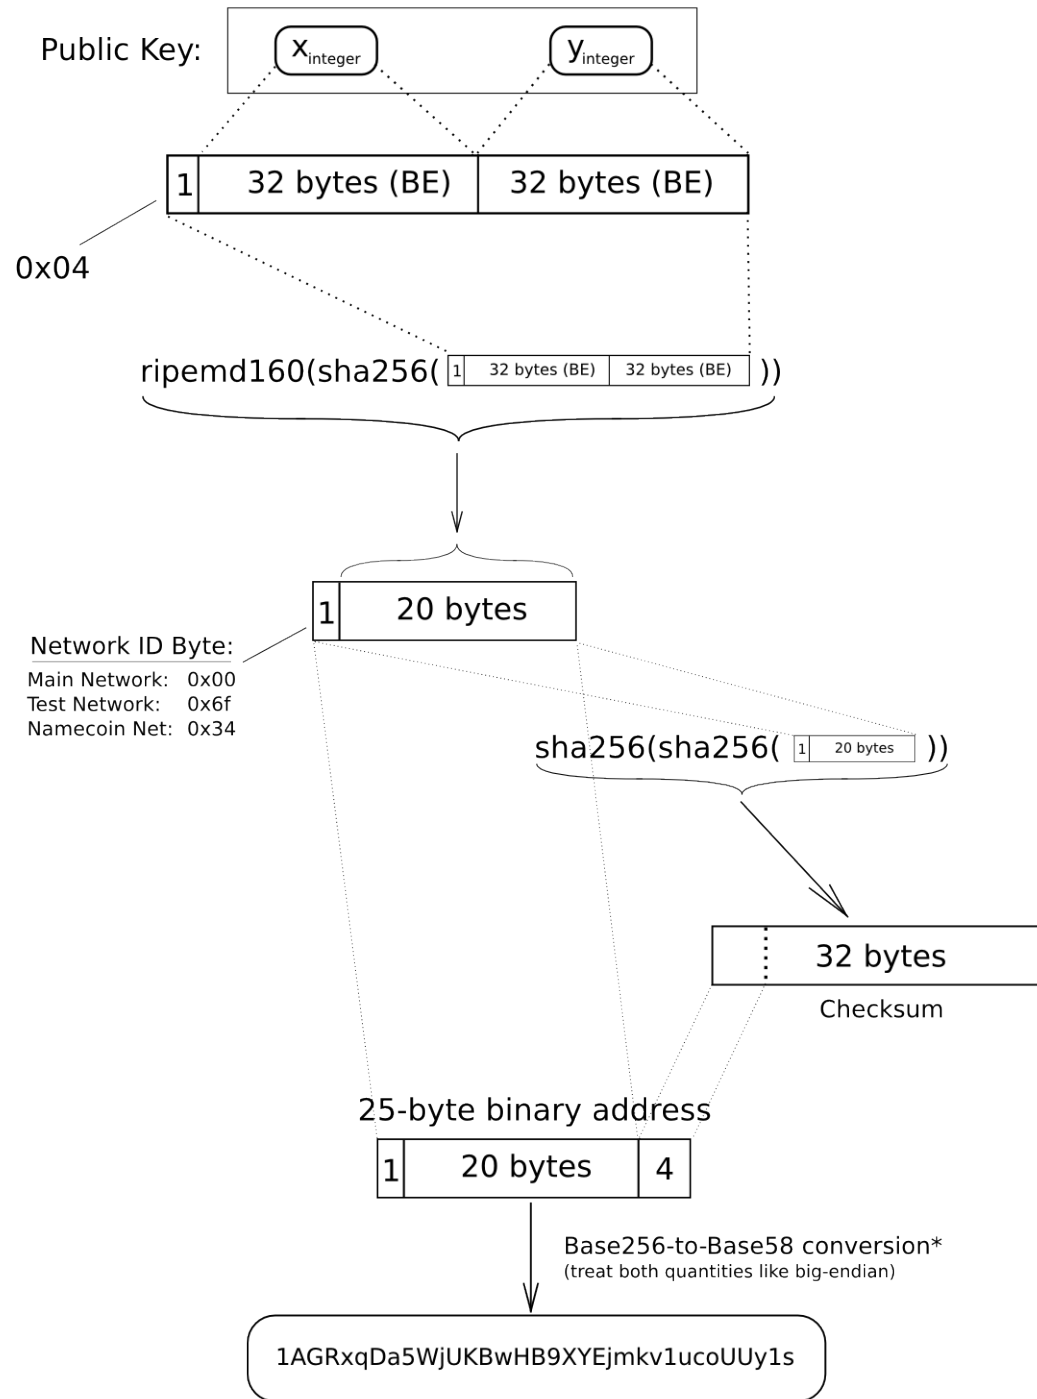 Public Key:
x integer
y integer
1
32 bytes (BE)
32 bytes (BE)
0x04
ripemd160(sha256( 1 32 bytes (BE) 32 bytes (BE) ))
1
20 bytes
Network ID Byte:
Main Network: 0x00
Test Network: 0x6f
Namecoin Net: 0x34
sha256(sha256( 1 20 bytes ))
32 bytes
Checksum
25-byte binary address
1
20 bytes
4
Base256-to-Base58 conversion*
(treat both quantities like big-endian)
1AGRxqDa5WjUKBwHB9XYEjmkv1ucoUUy1s